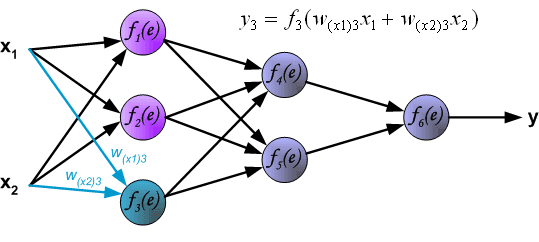 y₃ = f₃(w₍ₓ₁₎₃x₁ + w₍ₓ₂₎₃x₂)
f₁(e)
x₁
f₄(e)
f₂(e)
f₆(e)
y
w₍ₓ₁₎₃
f₅(e)
w₍ₓ₂₎₃
x₂
f₃(e)